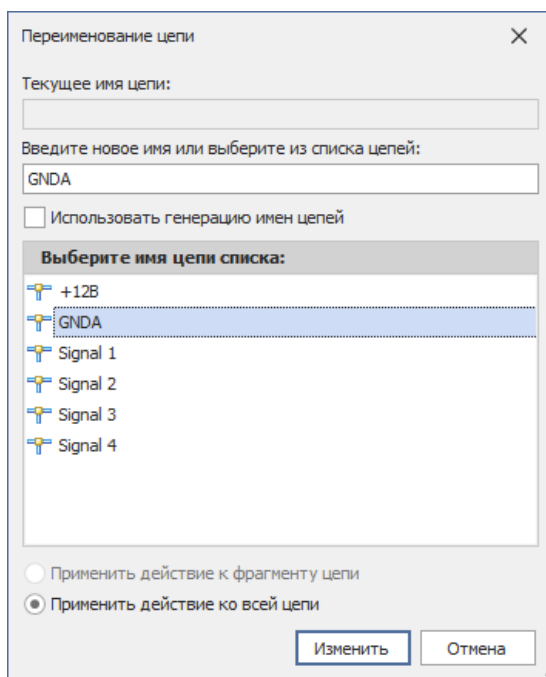 Переименование цепи
Текущее имя цепи:
Введите новое имя или выберите из списка цепей:
GNDA
Использовать генерацию имен цепей
Выберите имя цепи списка:
+12В
GNDA
Signal 1
Signal 2
Signal 3
Signal 4
Применить действие к фрагменту цепи
Применить действие ко всей цепи
Изменить Отмена